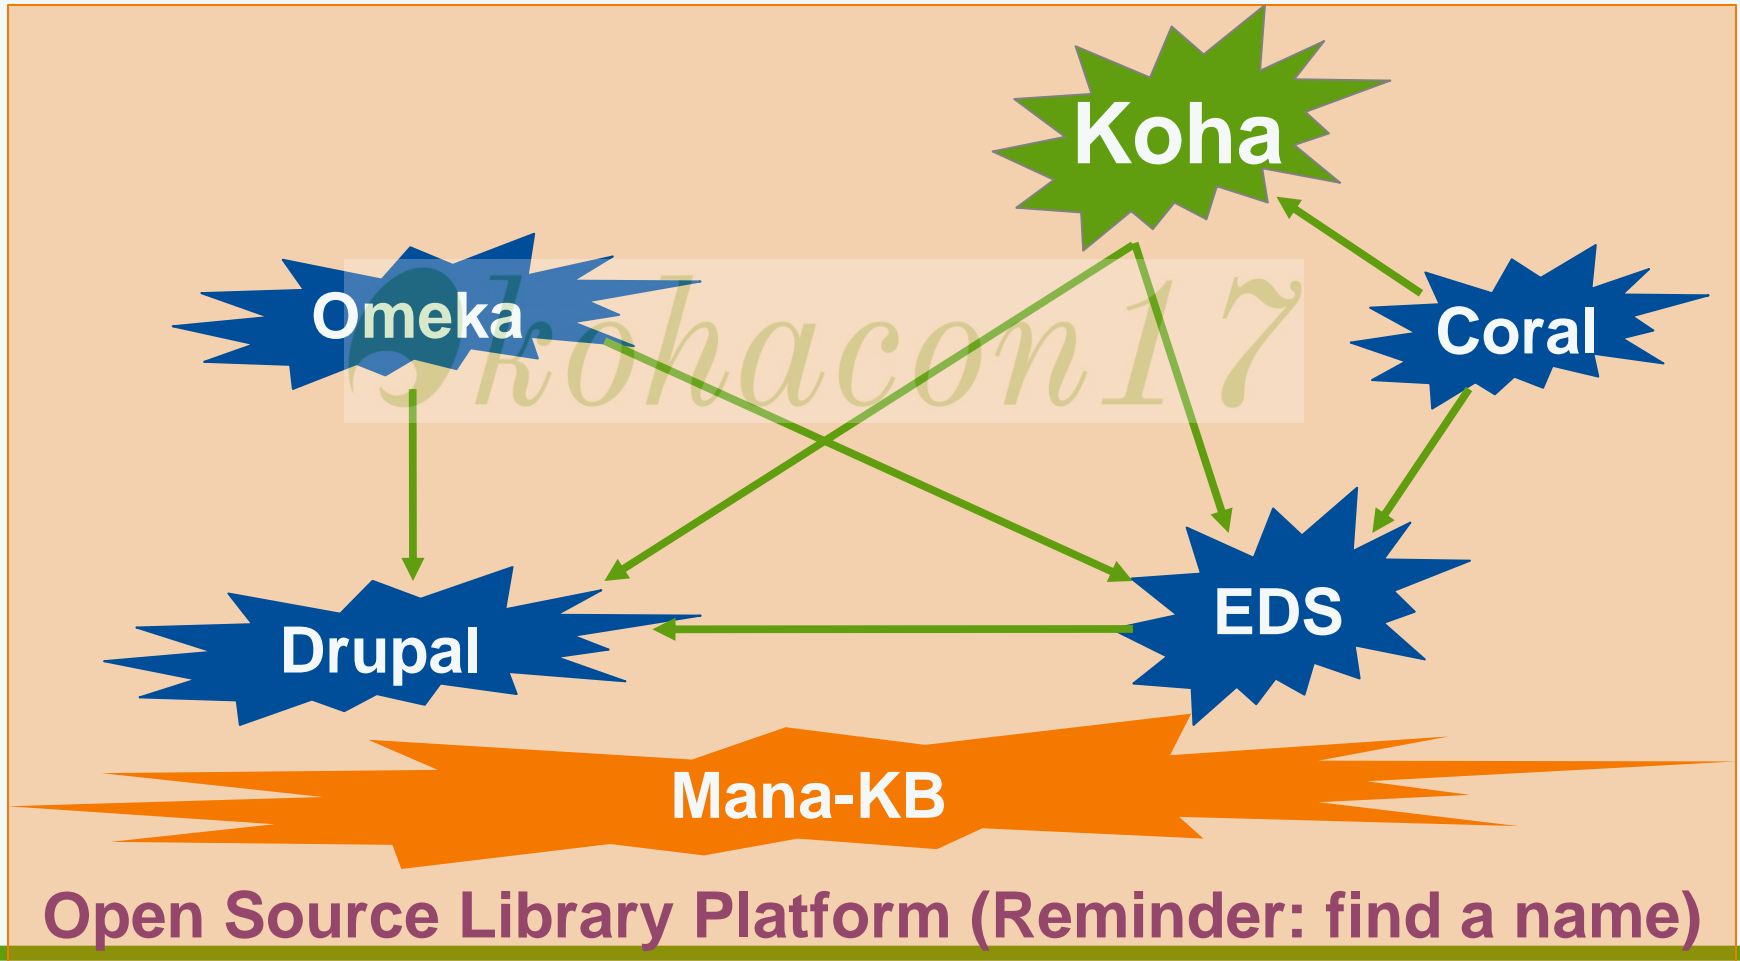 Koha
Omeka
kohacon17
Coral
EDS
Drupal
Mana-KB
Open Source Library Platform (Reminder: find a name)